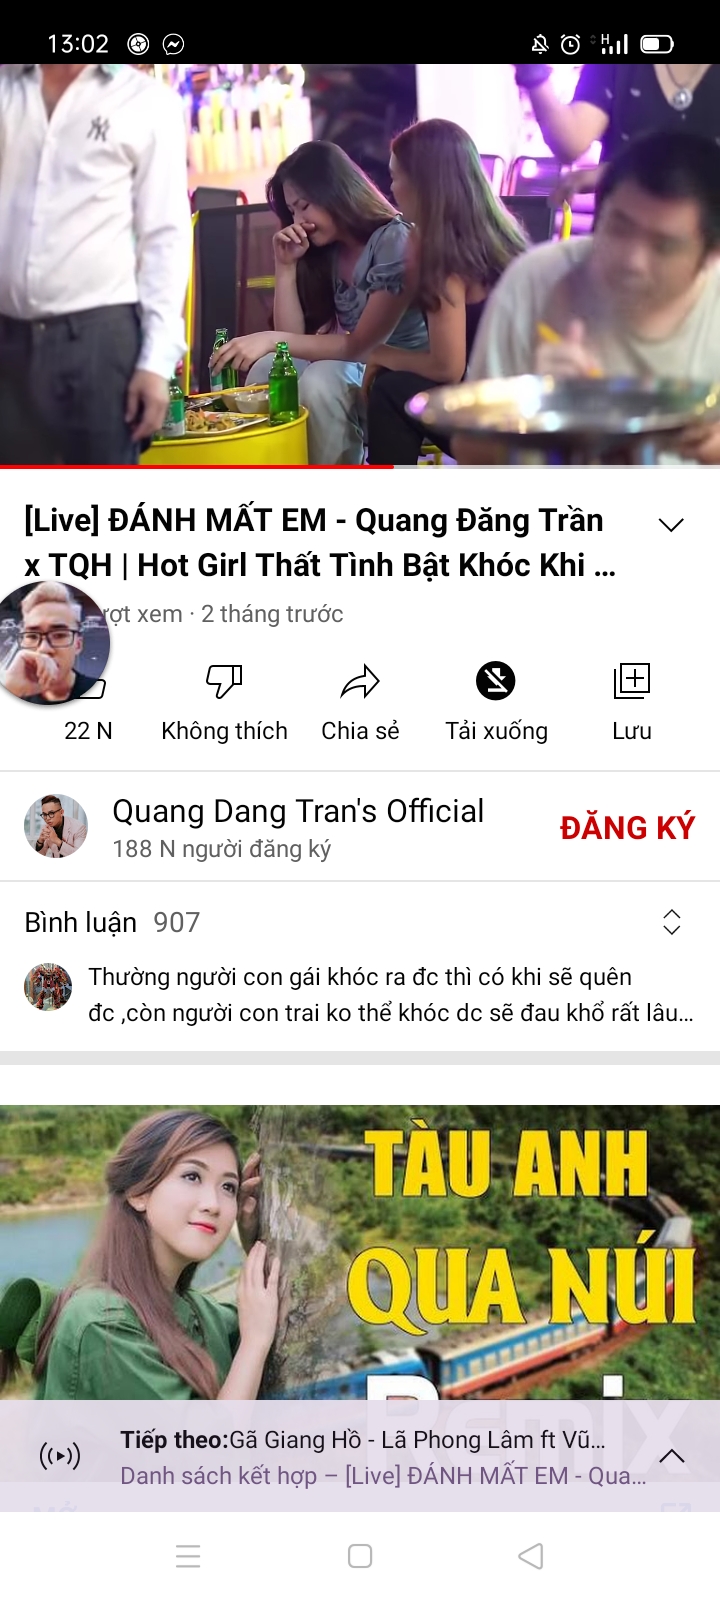 13:02
H
[Live] ĐÁNH MẤT EM - Quang Đăng Trần
x TQH | Hot Girl Thất Tình Bật Khóc Khi ...
ợt xem · 2 tháng trước
22 N
Không thích
Chia sẻ
Tải xuống
Lưu
Quang Dang Tran's Official
188 N người đăng ký
ĐĂNG KÝ
Bình luận 907
Thường người con gái khóc ra đc thì có khi sẽ quên
đc ,còn người con trai ko thể khóc dc sẽ đau khổ rất lâu...
TÀU ANH
QUA NÚI
Remix
Tiếp theo:Gã Giang Hồ - Lã Phong Lâm ft Vũ...
Danh sách kết hợp – [Live] ĐÁNH MẤT EM - Qua...